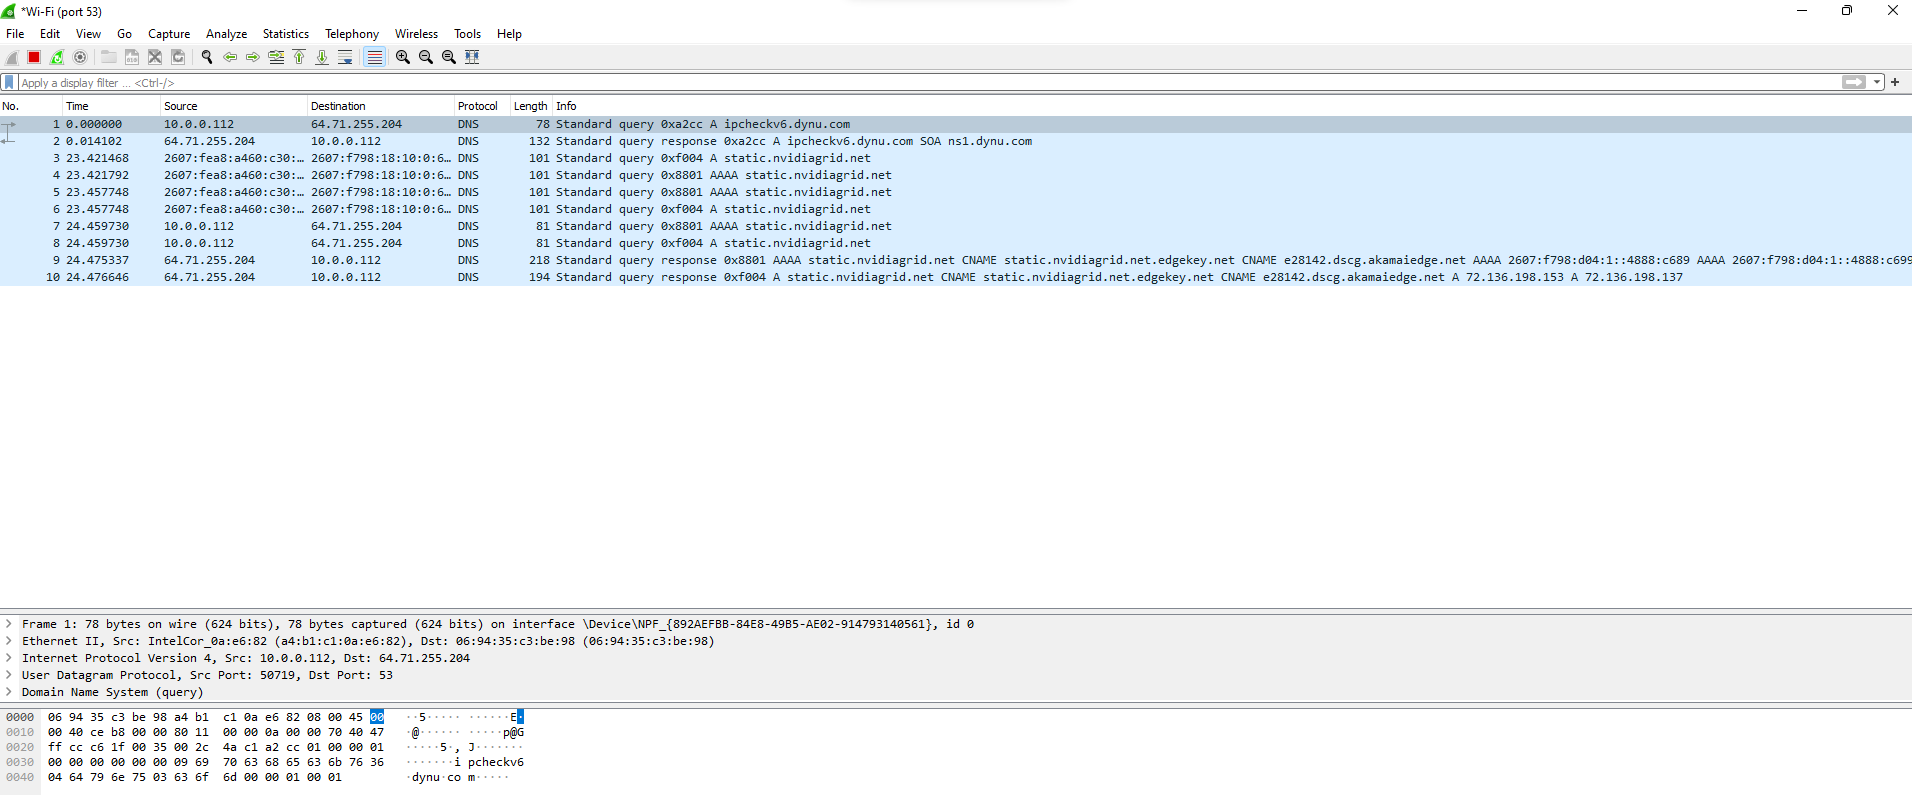 *Wi-Fi (port 53)
File Edit View Go Capture Analyze Statistics Telephony Wireless Tools Help
Apply a display filter ... <Ctrl-/>
No. Time Source Destination Protocol Length Info
1 0.000000 10.0.0.112 64.71.255.204 DNS 78 Standard query 0xa2cc A ipcheckv6.dynu.com
2 0.014102 64.71.255.204 10.0.0.112 DNS 132 Standard query response 0xa2cc A ipcheckv6.dynu.com SOA ns1.dynu.com
3 23.421468 2607:fea8:a460:c30:… 2607:f798:18:10:0:6… DNS 101 Standard query 0xf004 A static.nvidiagrid.net
4 23.421792 2607:fea8:a460:c30:… 2607:f798:18:10:0:6… DNS 101 Standard query 0x8801 AAAA static.nvidiagrid.net
5 23.457748 2607:fea8:a460:c30:… 2607:f798:18:10:0:6… DNS 101 Standard query 0x8801 AAAA static.nvidiagrid.net
6 23.457748 2607:fea8:a460:c30:… 2607:f798:18:10:0:6… DNS 101 Standard query 0xf004 A static.nvidiagrid.net
7 24.459730 10.0.0.112 64.71.255.204 DNS 81 Standard query 0x8801 AAAA static.nvidiagrid.net
8 24.459730 10.0.0.112 64.71.255.204 DNS 81 Standard query 0xf004 A static.nvidiagrid.net
9 24.475337 64.71.255.204 10.0.0.112 DNS 218 Standard query response 0x8801 AAAA static.nvidiagrid.net CNAME static.nvidiagrid.net.edgekey.net CNAME e28142.dscg.akamaiedge.net AAAA 2607:f798:d04:1::4888:c689 AAAA 2607:f798:d04:1::4888:c699
10 24.476646 64.71.255.204 10.0.0.112 DNS 194 Standard query response 0xf004 A static.nvidiagrid.net CNAME static.nvidiagrid.net.edgekey.net CNAME e28142.dscg.akamaiedge.net A 72.136.198.153 A 72.136.198.137
Frame 1: 78 bytes on wire (624 bits), 78 bytes captured (624 bits) on interface \Device\NPF_{892AEFBB-84E8-49B5-AE02-914793140561}, id 0
Ethernet II, Src: IntelCor_0a:e6:82 (a4:b1:c1:0a:e6:82), Dst: 06:94:35:c3:be:98 (06:94:35:c3:be:98)
Internet Protocol Version 4, Src: 10.0.0.112, Dst: 64.71.255.204
User Datagram Protocol, Src Port: 50719, Dst Port: 53
Domain Name System (query)
0000 06 94 35 c3 be 98 a4 b1 c1 0a e6 82 08 00 45 00 ··5····· ······E·
0010 00 40 ce b8 00 00 80 11 00 00 0a 00 00 70 40 47 ·@······ ·····p@G
0020 ff cc c6 1f 00 35 00 2c 4a c1 a2 cc 01 00 00 01 ·····5·, J·······
0030 00 00 00 00 00 00 09 69 70 63 68 65 63 6b 76 36 ·······i pcheckv6
0040 04 64 79 6e 75 03 63 6f 6d 00 00 01 00 01 ·dynu·co m·····